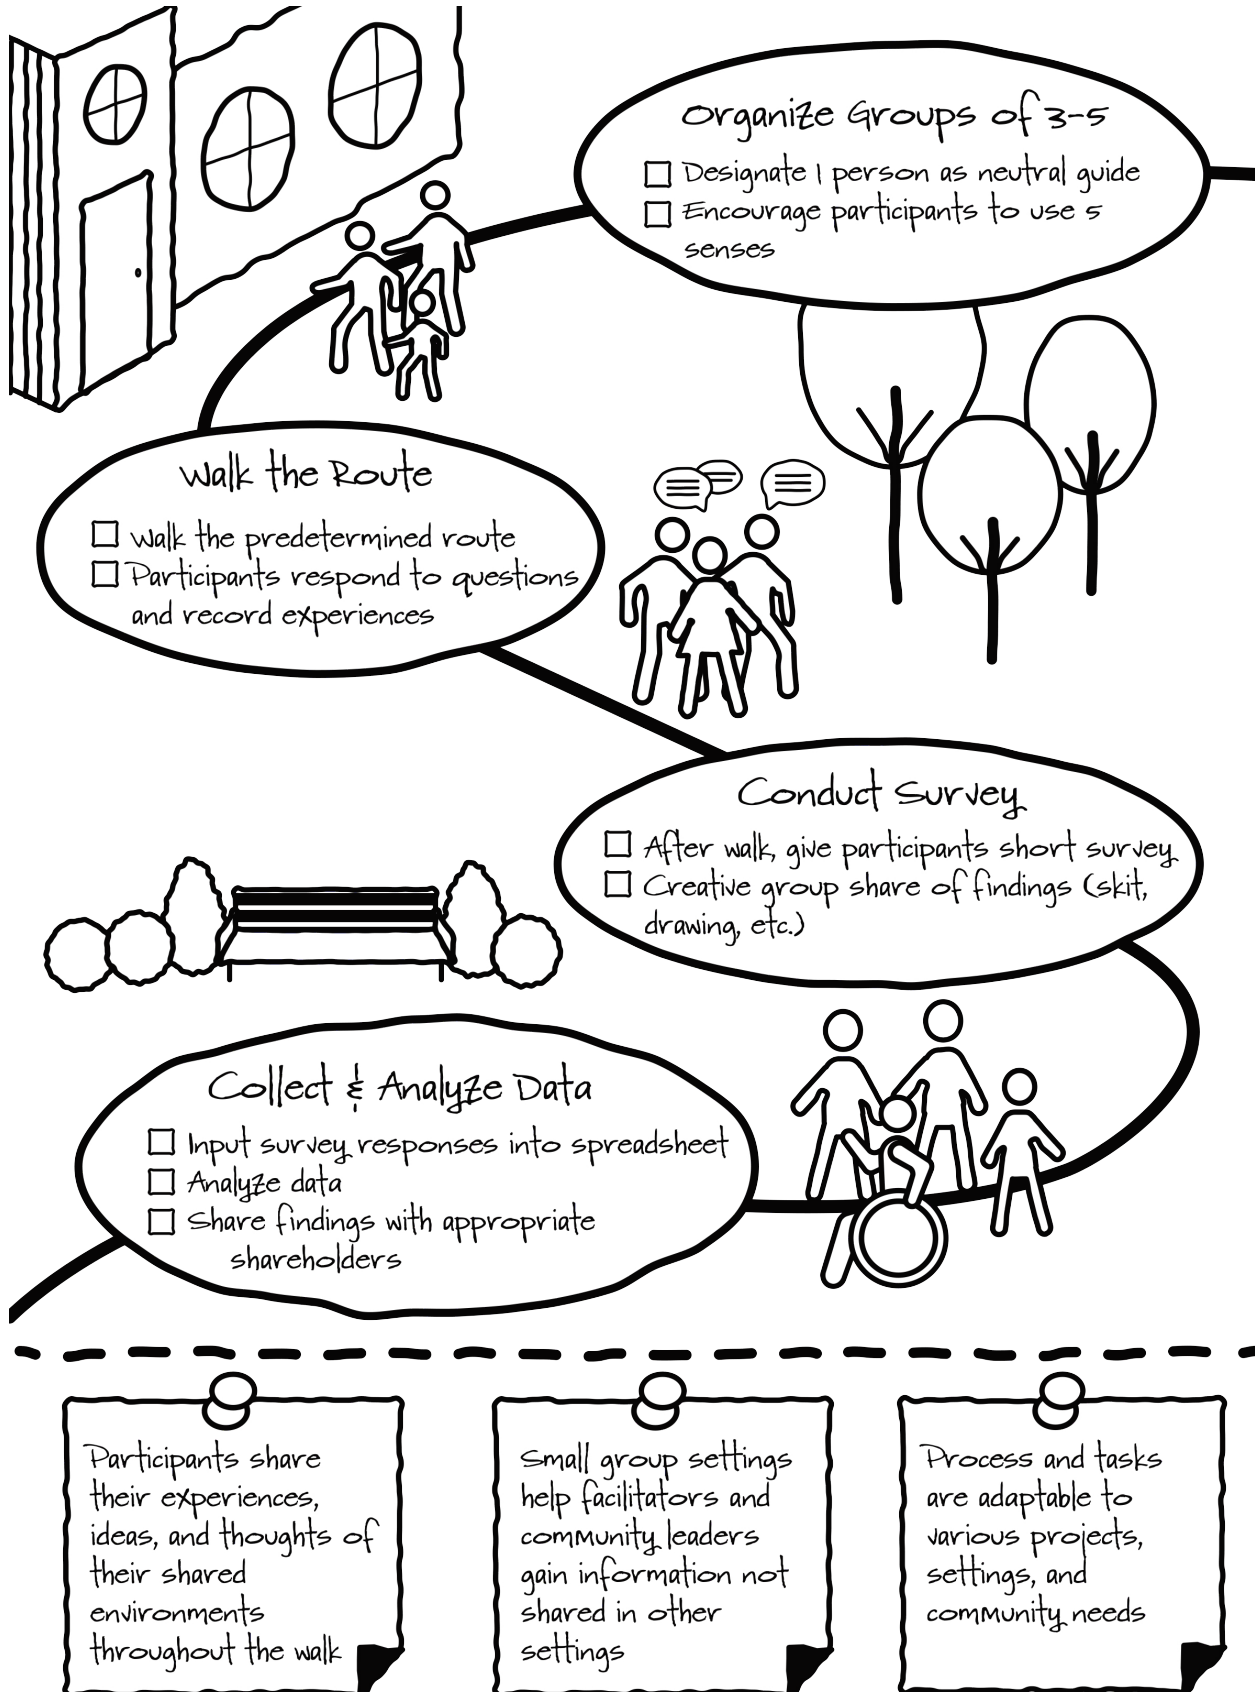 Organize Groups of 3-5
Designate 1 person as neutral guide
Encourage participants to use 5
senses
Walk the Route
Walk the predetermined route
Participants respond to questions
and record experiences
Conduct Survey
After walk, give participants short survey
Creative group share of findings (skit,
drawing, etc.)
Collect & Analyze Data
Input survey responses into spreadsheet
Analyze data
Share findings with appropriate
shareholders
Participants share
their experiences,
ideas, and thoughts of
their shared
environments
throughout the walk
Small group settings
help facilitators and
community leaders
gain information not
shared in other
settings
Process and tasks
are adaptable to
various projects,
settings, and
community needs